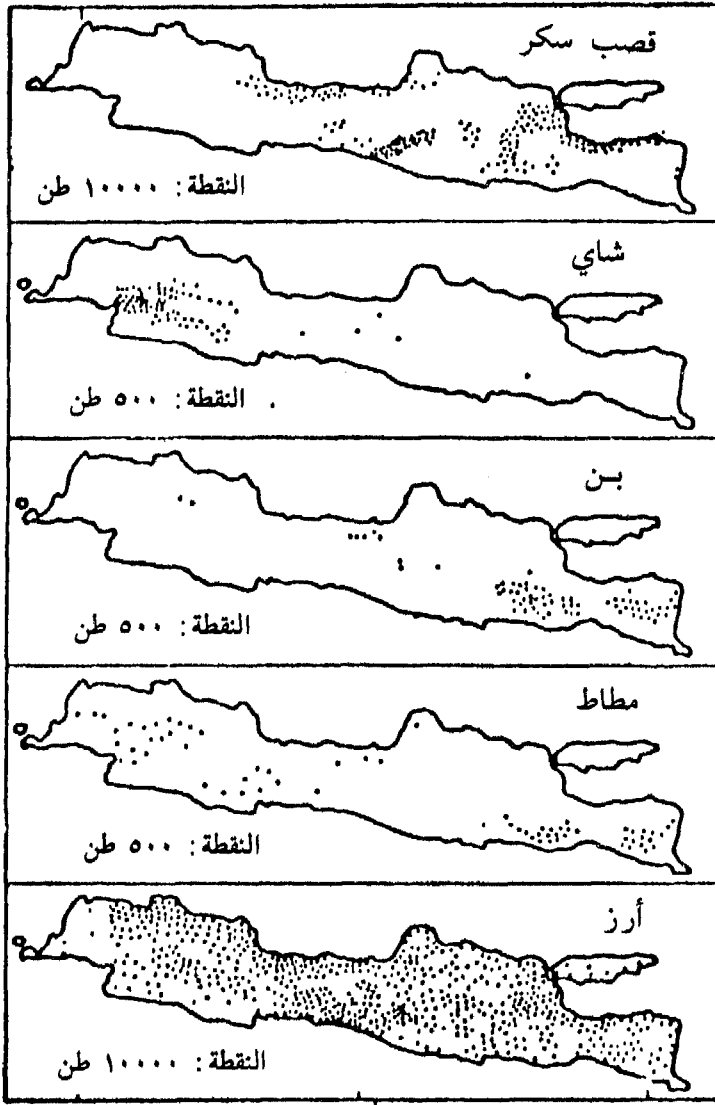 قصب سكر
النقطة: ١٠٠٠٠ طن
شاي
النقطة: ٥٠٠ طن
بن
النقطة: ٥٠٠ طن
مطاط
النقطة: ٥٠٠ طن
أرز
النقطة: ١٠٠٠٠ طن